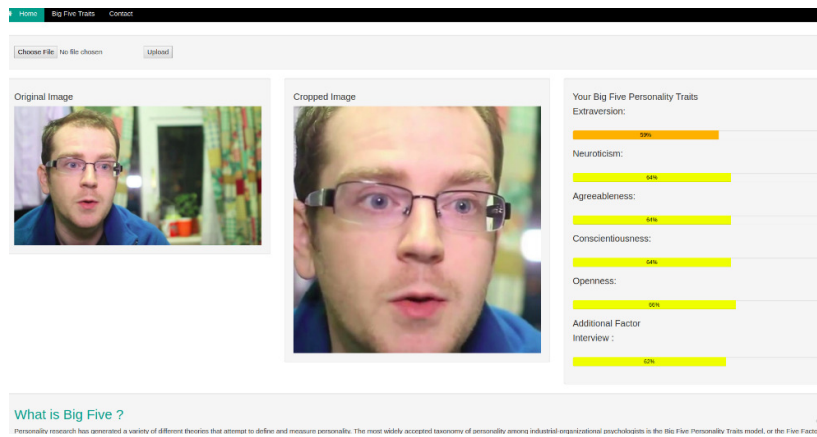 Home Big Five Traits Contact
Choose File No file chosen Upload
Original Image
Cropped Image
Your Big Five Personality Traits
Extraversion:
59%
Neuroticism:
64%
Agreeableness:
64%
Conscientiousness:
64%
Openness:
66%
Additional Factor
Interview :
62%
What is Big Five ?
Personality research has generated a variety of different theories that attempt to define and measure personality. The most widely accepted taxonomy of personality among industrial-organizational psychologists is the Big Five Personality Traits model, or the Five Facto